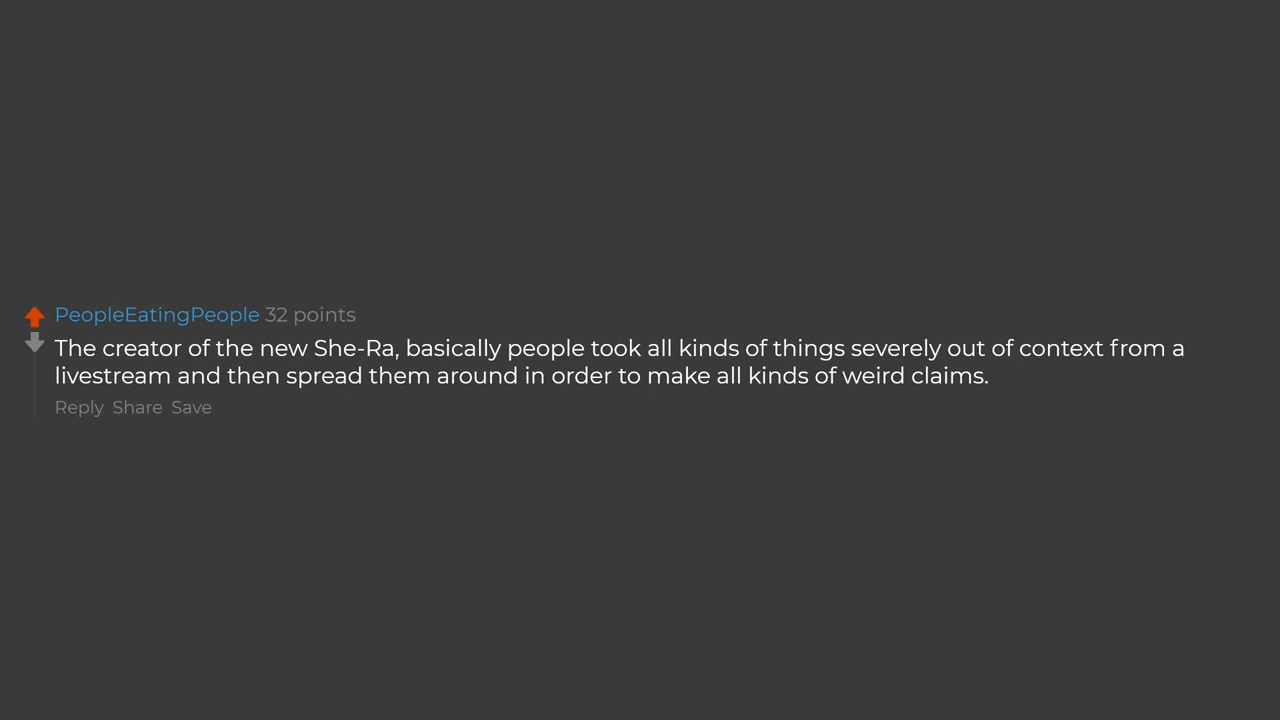 PeopleEatingPeople 32 points
The creator of the new She-Ra, basically people took all kinds of things severely out of context from a
livestream and then spread them around in order to make all kinds of weird claims.
Reply Share Save